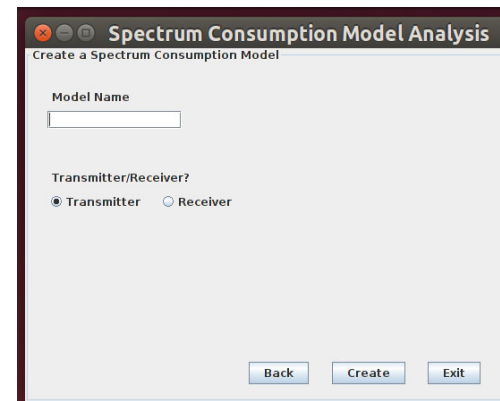 Spectrum Consumption Model Analysis
Create a Spectrum Consumption Model
Model Name
Transmitter/Receiver?
Transmitter Receiver
Back Create Exit